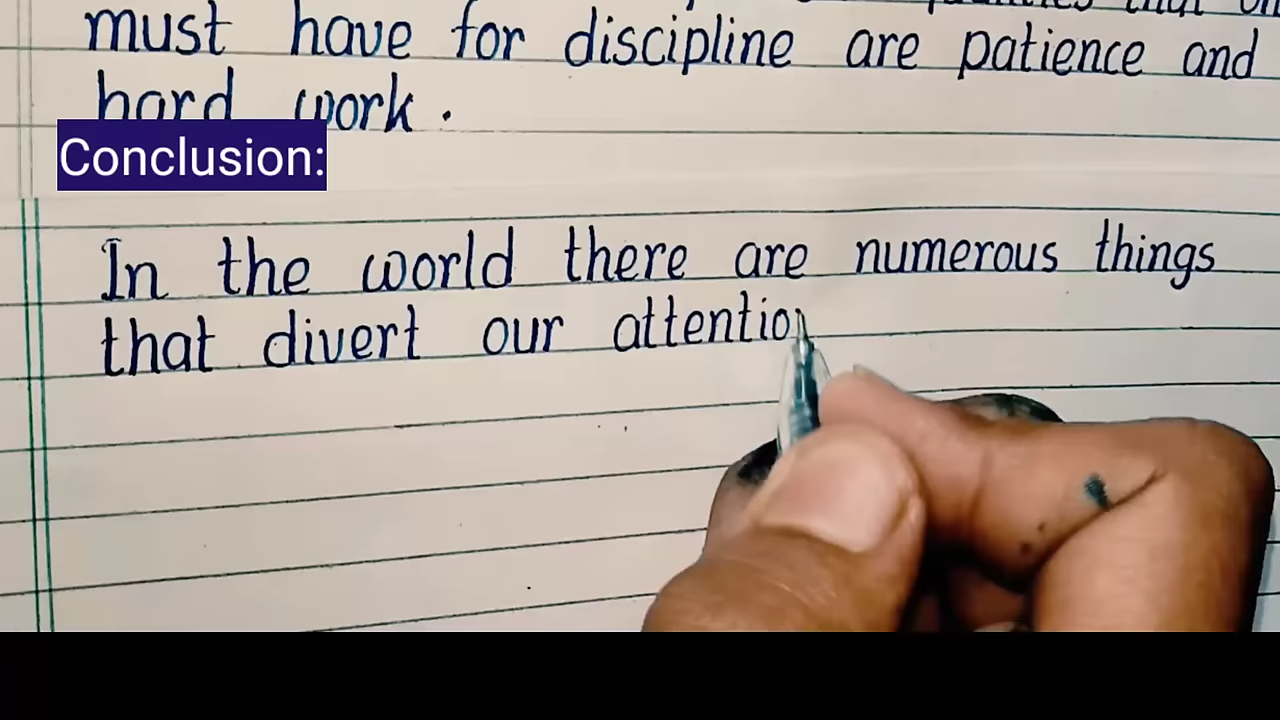 that
must have for discipline are patience and
hard work.
Conclusion:
In the world there are numerous things
that divert our attentio